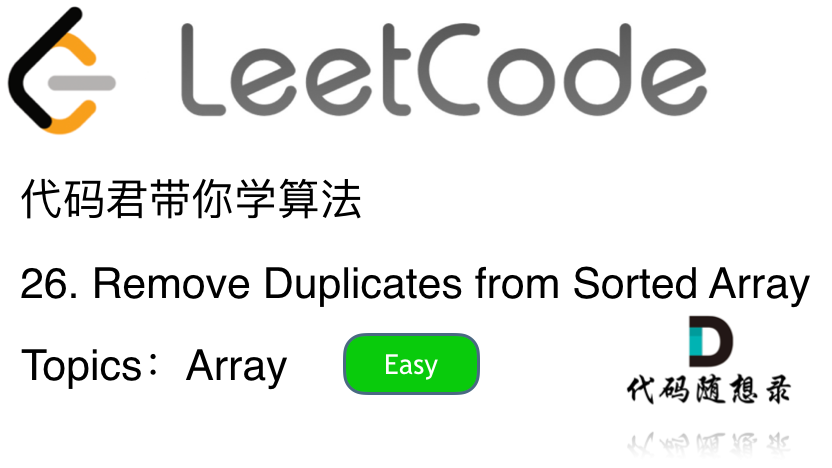 LeetCode
代码君带你学算法
26. Remove Duplicates from Sorted Array
Topics：Array
Easy
D
代码随想录